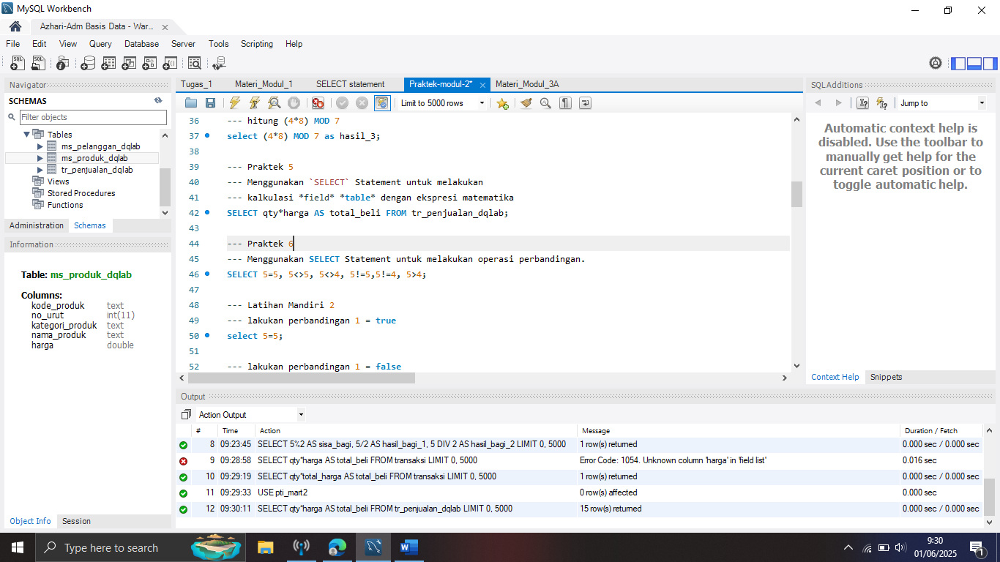 MySQL Workbench
Azhari-Adm Basis Data - War...
File Edit View Query Database Server Tools Scripting Help
Navigator
SCHEMAS
Filter objects
Tables
ms_pelanggan_dqlab
ms_produk_dqlab
tr_penjualan_dqlab
Views
Stored Procedures
Functions
Administration Schemas
Information
Table: ms_produk_dqlab
Columns:
kode_produk text
no_urut int(11)
kategori_produk text
nama_produk text
harga double
Object Info Session
Tugas_1 Materi_Modul_1 SELECT statement Praktek-modul-2* Materi_Modul_3A
Limit to 5000 rows
36 --- hitung (4*8) MOD 7
37 select (4*8) MOD 7 as hasil_3;
38
39 --- Praktek 5
40 --- Menggunakan `SELECT` Statement untuk melakukan
41 --- kalkulasi *field* *table* dengan ekspresi matematika
42 SELECT qty*harga AS total_beli FROM tr_penjualan_dqlab;
43
44 --- Praktek 6
45 --- Menggunakan SELECT Statement untuk melakukan operasi perbandingan.
46 SELECT 5=5, 5<>5, 5<>4, 5!=5,5!=4, 5>4;
47
48 --- Latihan Mandiri 2
49 --- lakukan perbandingan 1 = true
50 select 5=5;
51
52 --- lakukan perbandingan 1 = false
SQLAdditions
Jump to
Automatic context help is
disabled. Use the toolbar to
manually get help for the
current caret position or to
toggle automatic help.
Context Help Snippets
Output
Action Output
# Time Action Message Duration / Fetch
8 09:23:45 SELECT 5%2 AS sisa_bagi, 5/2 AS hasil_bagi_1, 5 DIV 2 AS hasil_bagi_2 LIMIT 0, 5000 1 row(s) returned 0.000 sec / 0.000 sec
9 09:28:58 SELECT qty*harga AS total_beli FROM transaksi LIMIT 0, 5000 Error Code: 1054. Unknown column 'harga' in 'field list' 0.016 sec
10 09:29:19 SELECT qty*total_harga AS total_beli FROM transaksi LIMIT 0, 5000 1 row(s) returned 0.000 sec / 0.000 sec
11 09:29:33 USE pti_mart2 0 row(s) affected 0.000 sec
12 09:30:11 SELECT qty*harga AS total_beli FROM tr_penjualan_dqlab LIMIT 0, 5000 15 row(s) returned 0.000 sec / 0.000 sec
Type here to search
9:30
01/06/2025
1